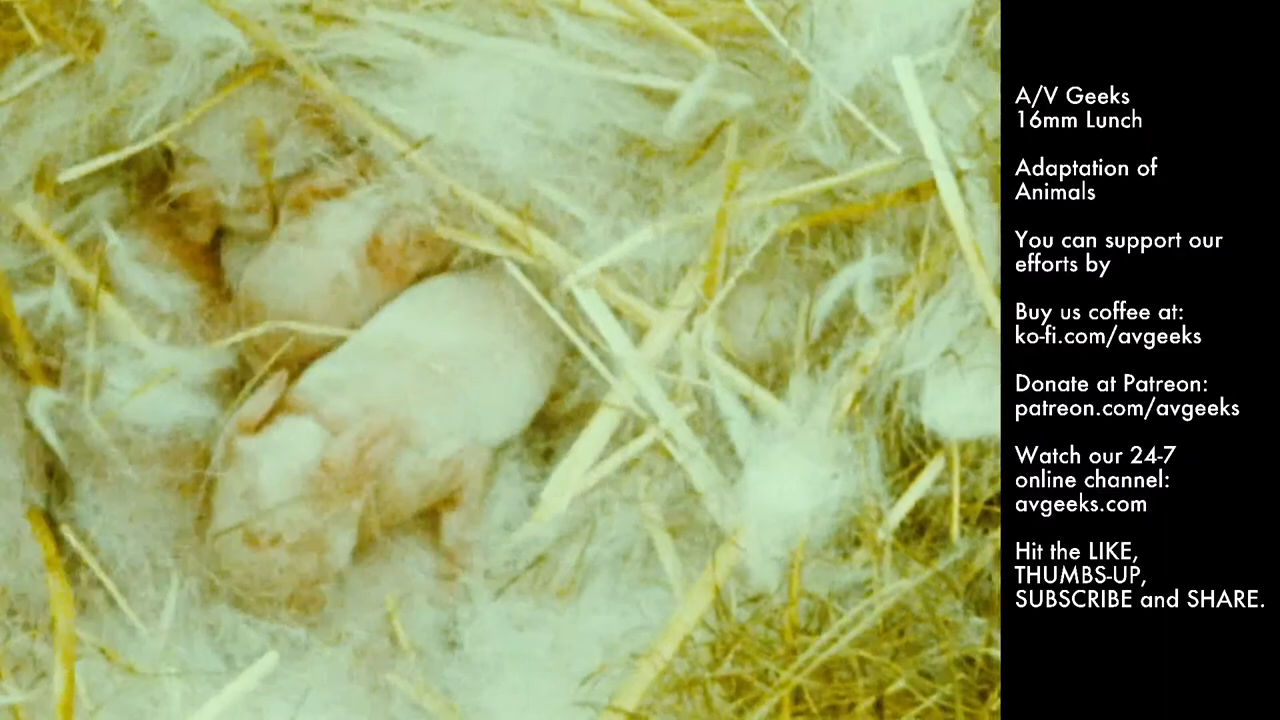 A/V Geeks
16mm Lunch
Adaptation of
Animals
You can support our
efforts by
Buy us coffee at:
ko-fi.com/avgeeks
Donate at Patreon:
patreon.com/avgeeks
Watch our 24-7
online channel:
avgeeks.com
Hit the LIKE,
THUMBS-UP,
SUBSCRIBE and SHARE.